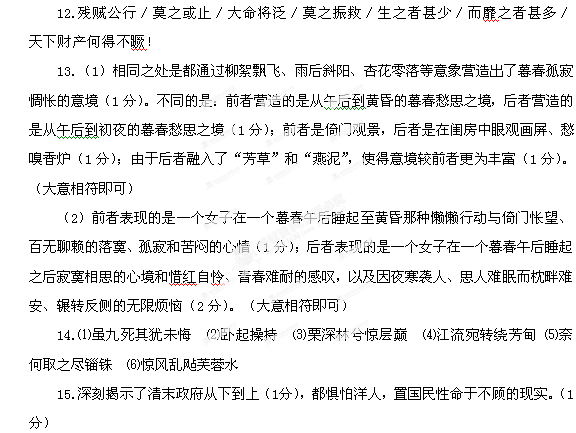 12.残贼公行/莫之或止/大命将泛/莫之振救/生之者甚少/而靡之者甚多/
天下财产何得不蹶!
13.（1）相同之处是都通过柳絮飘飞、雨后斜阳、杏花零落等意象营造出了暮春孤寂
惆怅的意境（1分）。不同的是：前者营造的是从午后到黄昏的暮春愁思之境，后者营造的
是从午后到初夜的暮春愁思之境（1分）；前者是倚门观景，后者是在闺房中眼观画屏、愁
嗅香炉（1分）；由于后者融入了“芳草”和“燕泥”，使得意境较前者更为丰富（1分）。
（大意相符即可）
（2）前者表现的是一个女子在一个暮春午后睡起至黄昏那种懒懒行动与倚门怅望、
百无聊赖的落寞、孤寂和苦闷的心情（1分）；后者表现的是一个女子在一个暮春午后睡起
之后寂寞相思的心境和惜红自怜、青春难耐的感叹，以及因夜寒袭人、思人难眠而枕畔难
安、辗转反侧的无限烦恼（2分）。（大意相符即可）
14.⑴虽九死其犹未悔 ⑵卧起操持 ⑶栗深林兮惊层巅 ⑷江流宛转绕芳甸 ⑸奈
何取之尽锱铢 ⑹惊风乱飐芙蓉水
15.深刻揭示了清末政府从下到上（1分），都惧怕洋人，置国民性命于不顾的现实。（1
分）